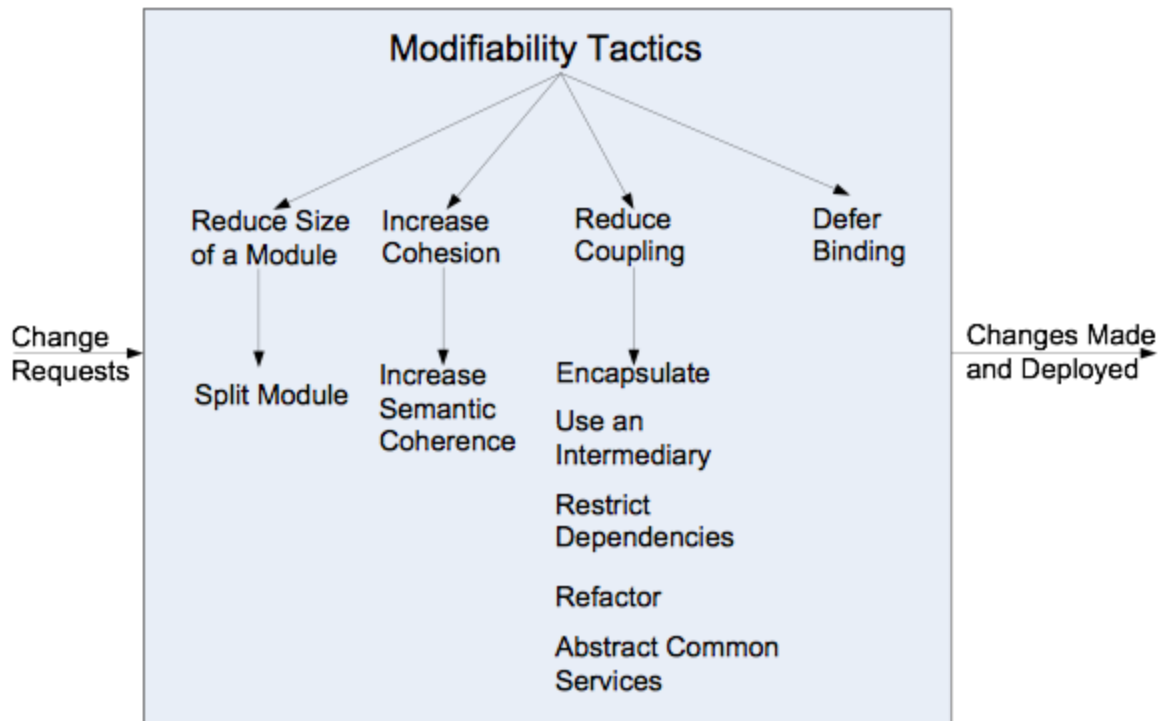 Modifiability Tactics
Reduce Size
of a Module
Increase
Cohesion
Reduce
Coupling
Defer
Binding
Change
Requests
Changes Made
and Deployed
Split Module
Increase
Semantic
Coherence
Encapsulate
Use an
Intermediary
Restrict
Dependencies
Refactor
Abstract Common
Services